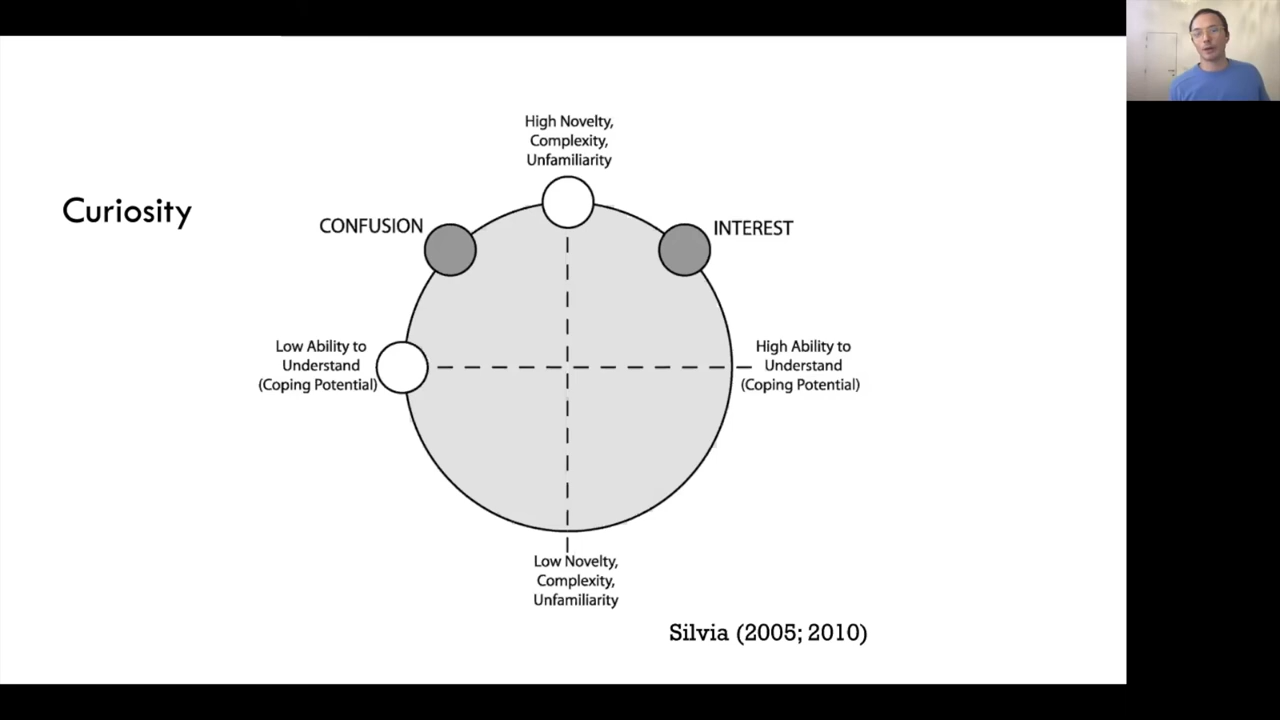 High Novelty,
Complexity,
Unfamiliarity
Curiosity
CONFUSION
INTEREST
Low Ability to
Understand
(Coping Potential)
High Ability to
Understand
(Coping Potential)
Low Novelty,
Complexity,
Unfamiliarity
Silvia (2005; 2010)